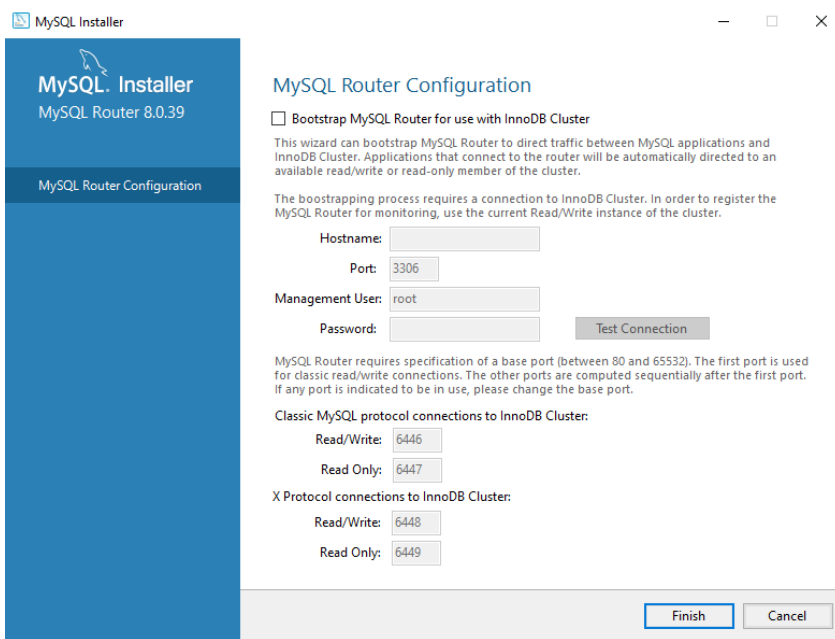 MySQL Installer
MySQL. Installer
MySQL Router 8.0.39
MySQL Router Configuration
MySQL Router Configuration
Bootstrap MySQL Router for use with InnoDB Cluster
This wizard can bootstrap MySQL Router to direct traffic between MySQL applications and
InnoDB Cluster. Applications that connect to the router will be automatically directed to an
available read/write or read-only member of the cluster.
The boostrapping process requires a connection to InnoDB Cluster. In order to register the
MySQL Router for monitoring, use the current Read/Write instance of the cluster.
Hostname:
Port: 3306
Management User: root
Password: Test Connection
MySQL Router requires specification of a base port (between 80 and 65532). The first port is used
for classic read/write connections. The other ports are computed sequentially after the first port.
If any port is indicated to be in use, please change the base port.
Classic MySQL protocol connections to InnoDB Cluster:
Read/Write: 6446
Read Only: 6447
X Protocol connections to InnoDB Cluster:
Read/Write: 6448
Read Only: 6449
Finish Cancel